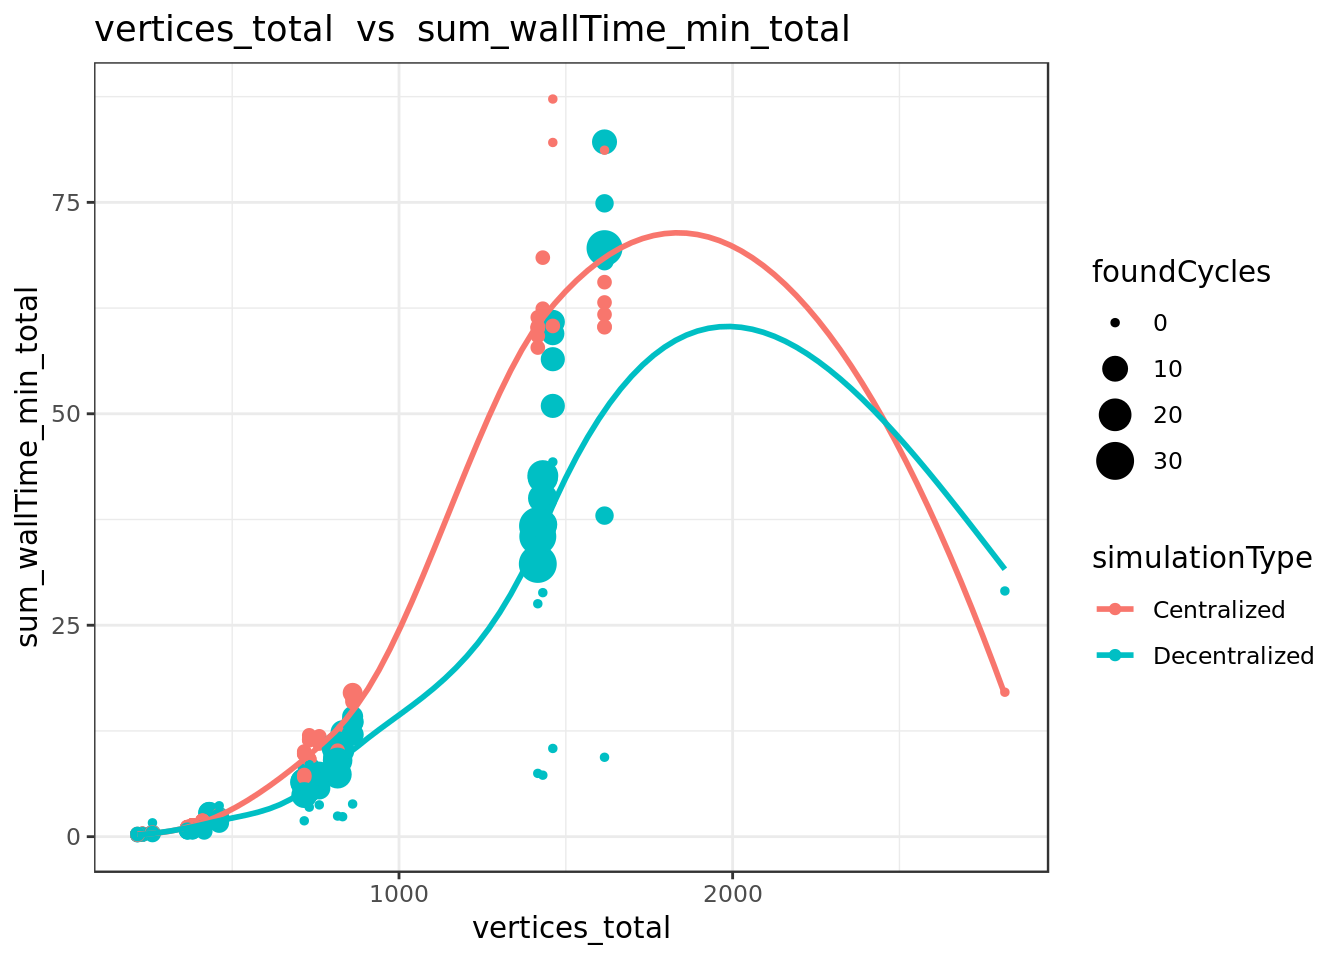 vertices_total vs sum_wallTime_min_total
sum_wallTime_min_total
75
50
25
0
1000
2000
vertices_total
foundCycles
0
10
20
30
simulationType
Centralized
Decentralized